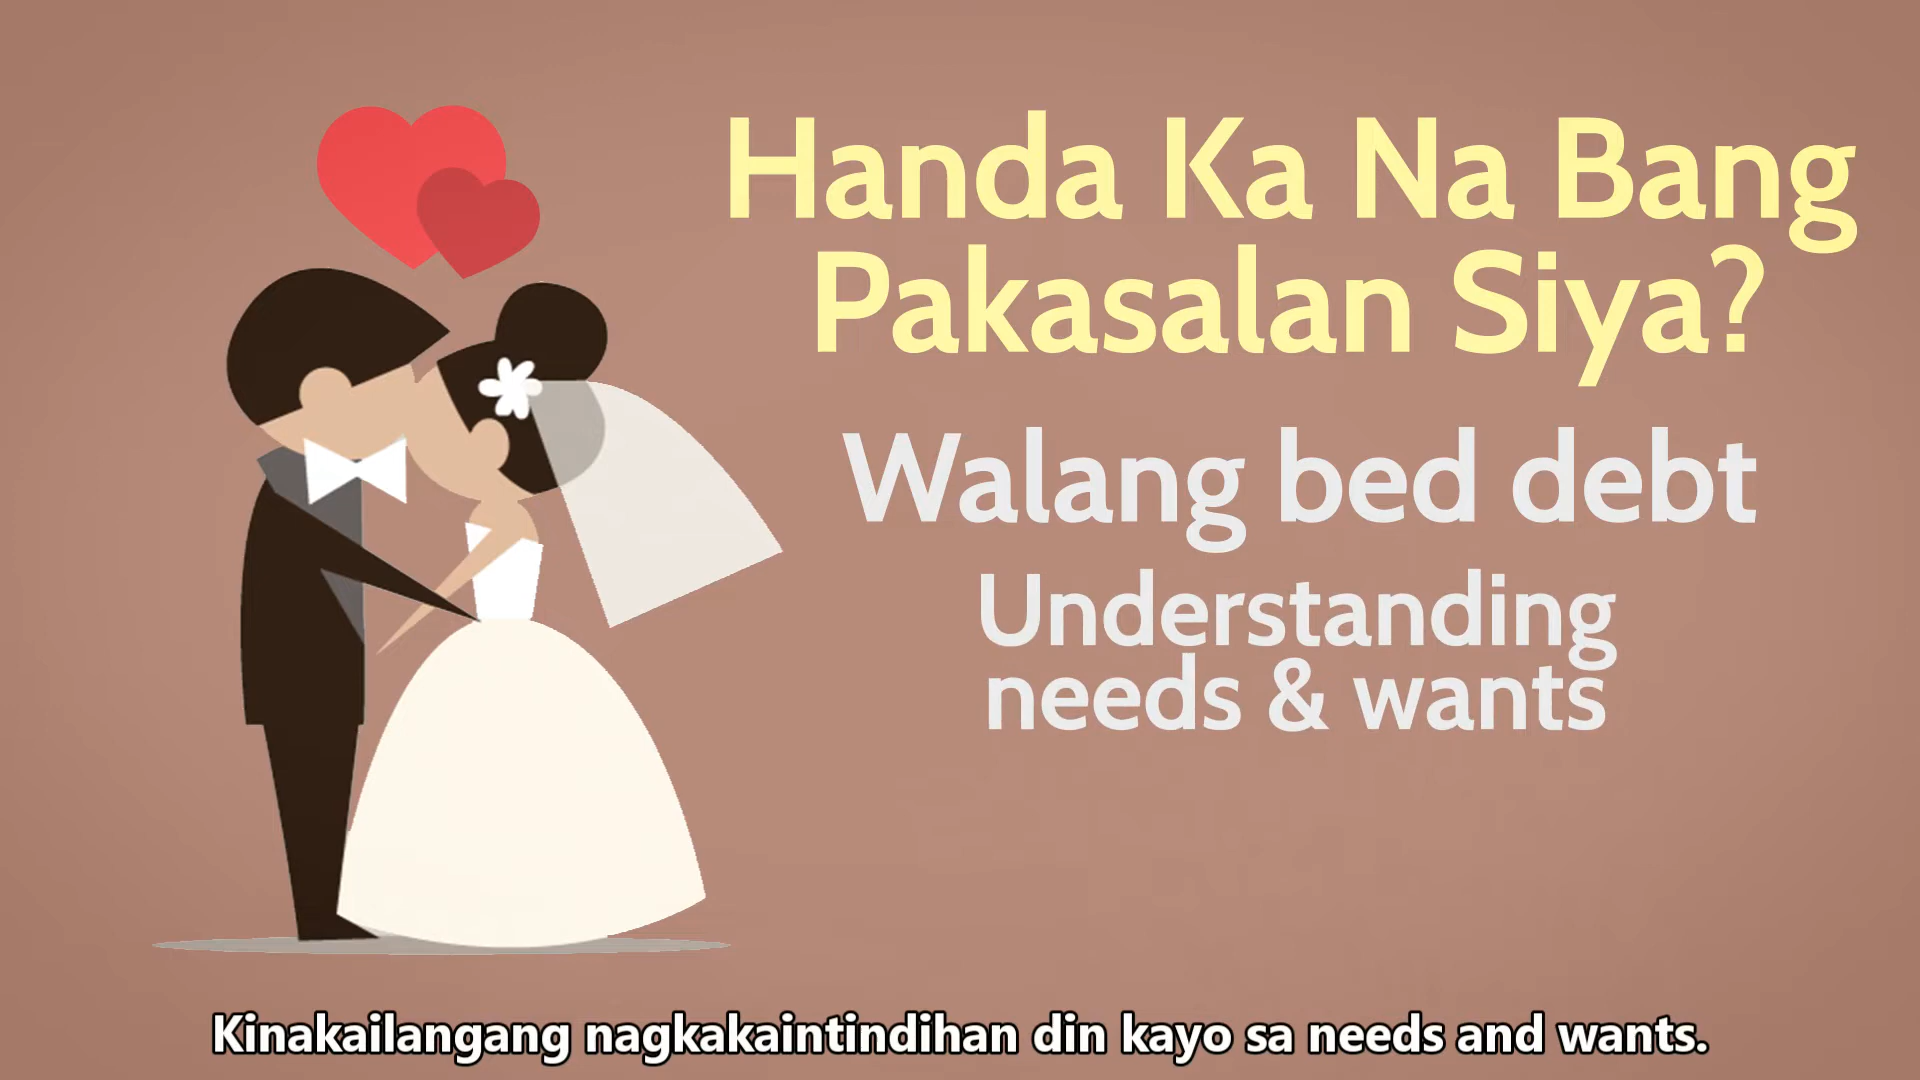 Handa Ka Na Bang
Pakasalan Siya?
Walang bed debt
Understanding
needs & wants
Kinakailangang nagkakaintindihan din kayo sa needs and wants.